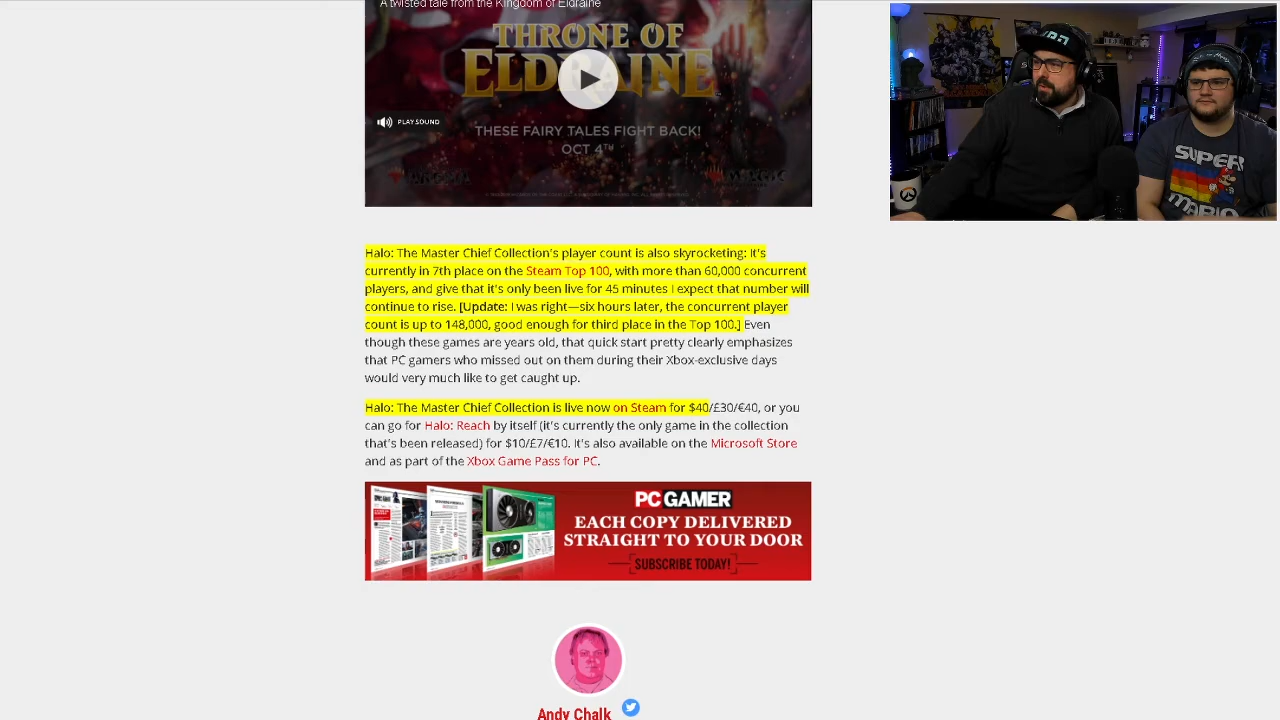 A twisted tale from the Kingdom of Eldraine
THRONE OF
ELDRAINE
PLAY SOUND
THESE FAIRY TALES FIGHT BACK!
OCT 4TH
SUPER
MARIO
Halo: The Master Chief Collection's player count is also skyrocketing: It's
currently in 7th place on the Steam Top 100, with more than 60,000 concurrent
players, and give that it's only been live for 45 minutes I expect that number will
continue to rise. [Update: I was right—six hours later, the concurrent player
count is up to 148,000, good enough for third place in the Top 100.] Even
though these games are years old, that quick start pretty clearly emphasizes
that PC gamers who missed out on them during their Xbox-exclusive days
would very much like to get caught up.
Halo: The Master Chief Collection is live now on Steam for $40/£30/€40, or you
can go for Halo: Reach by itself (it's currently the only game in the collection
that's been released) for $10/£7/€10. It's also available on the Microsoft Store
and as part of the Xbox Game Pass for PC.
PC GAMER
EACH COPY DELIVERED
STRAIGHT TO YOUR DOOR
SUBSCRIBE TODAY!
Andy Chalk